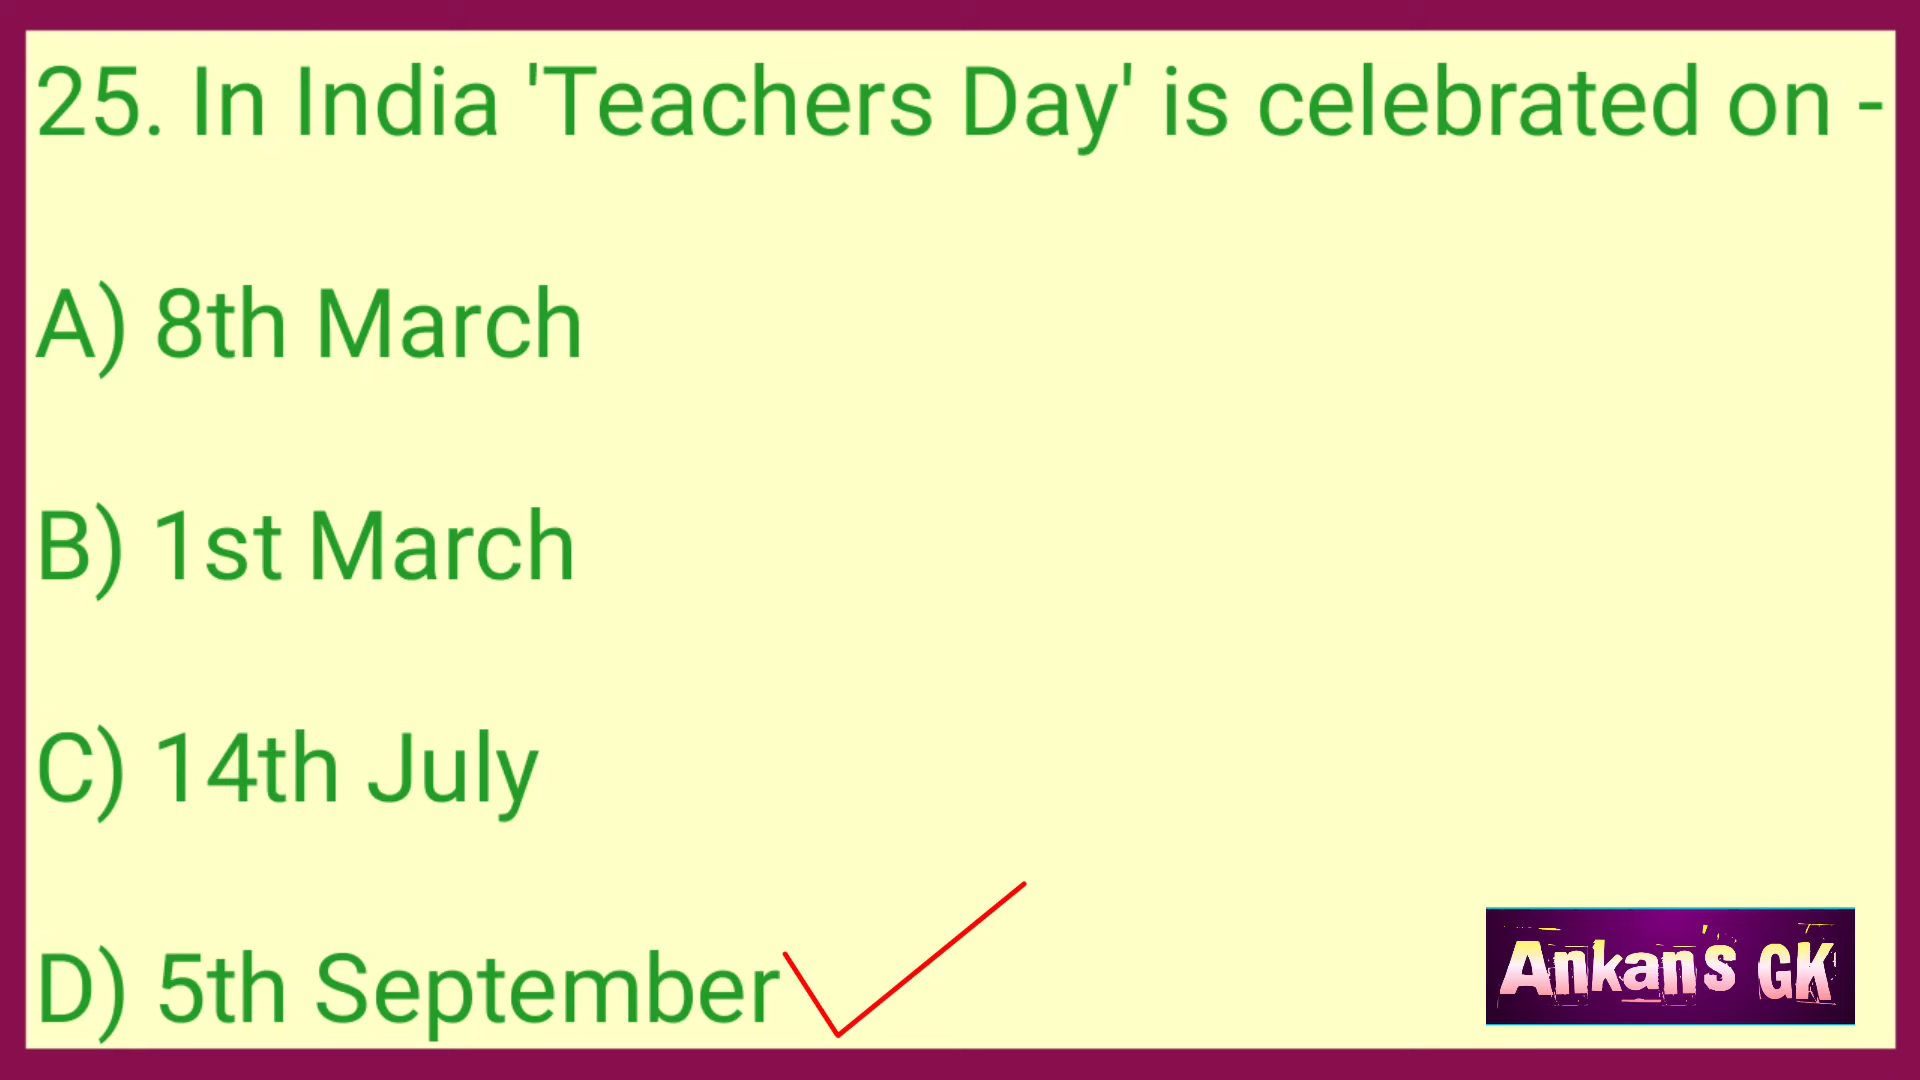 25. In India 'Teachers Day' is celebrated on -
A) 8th March
B) 1st March
C) 14th July
D) 5th September
Ankan's GK